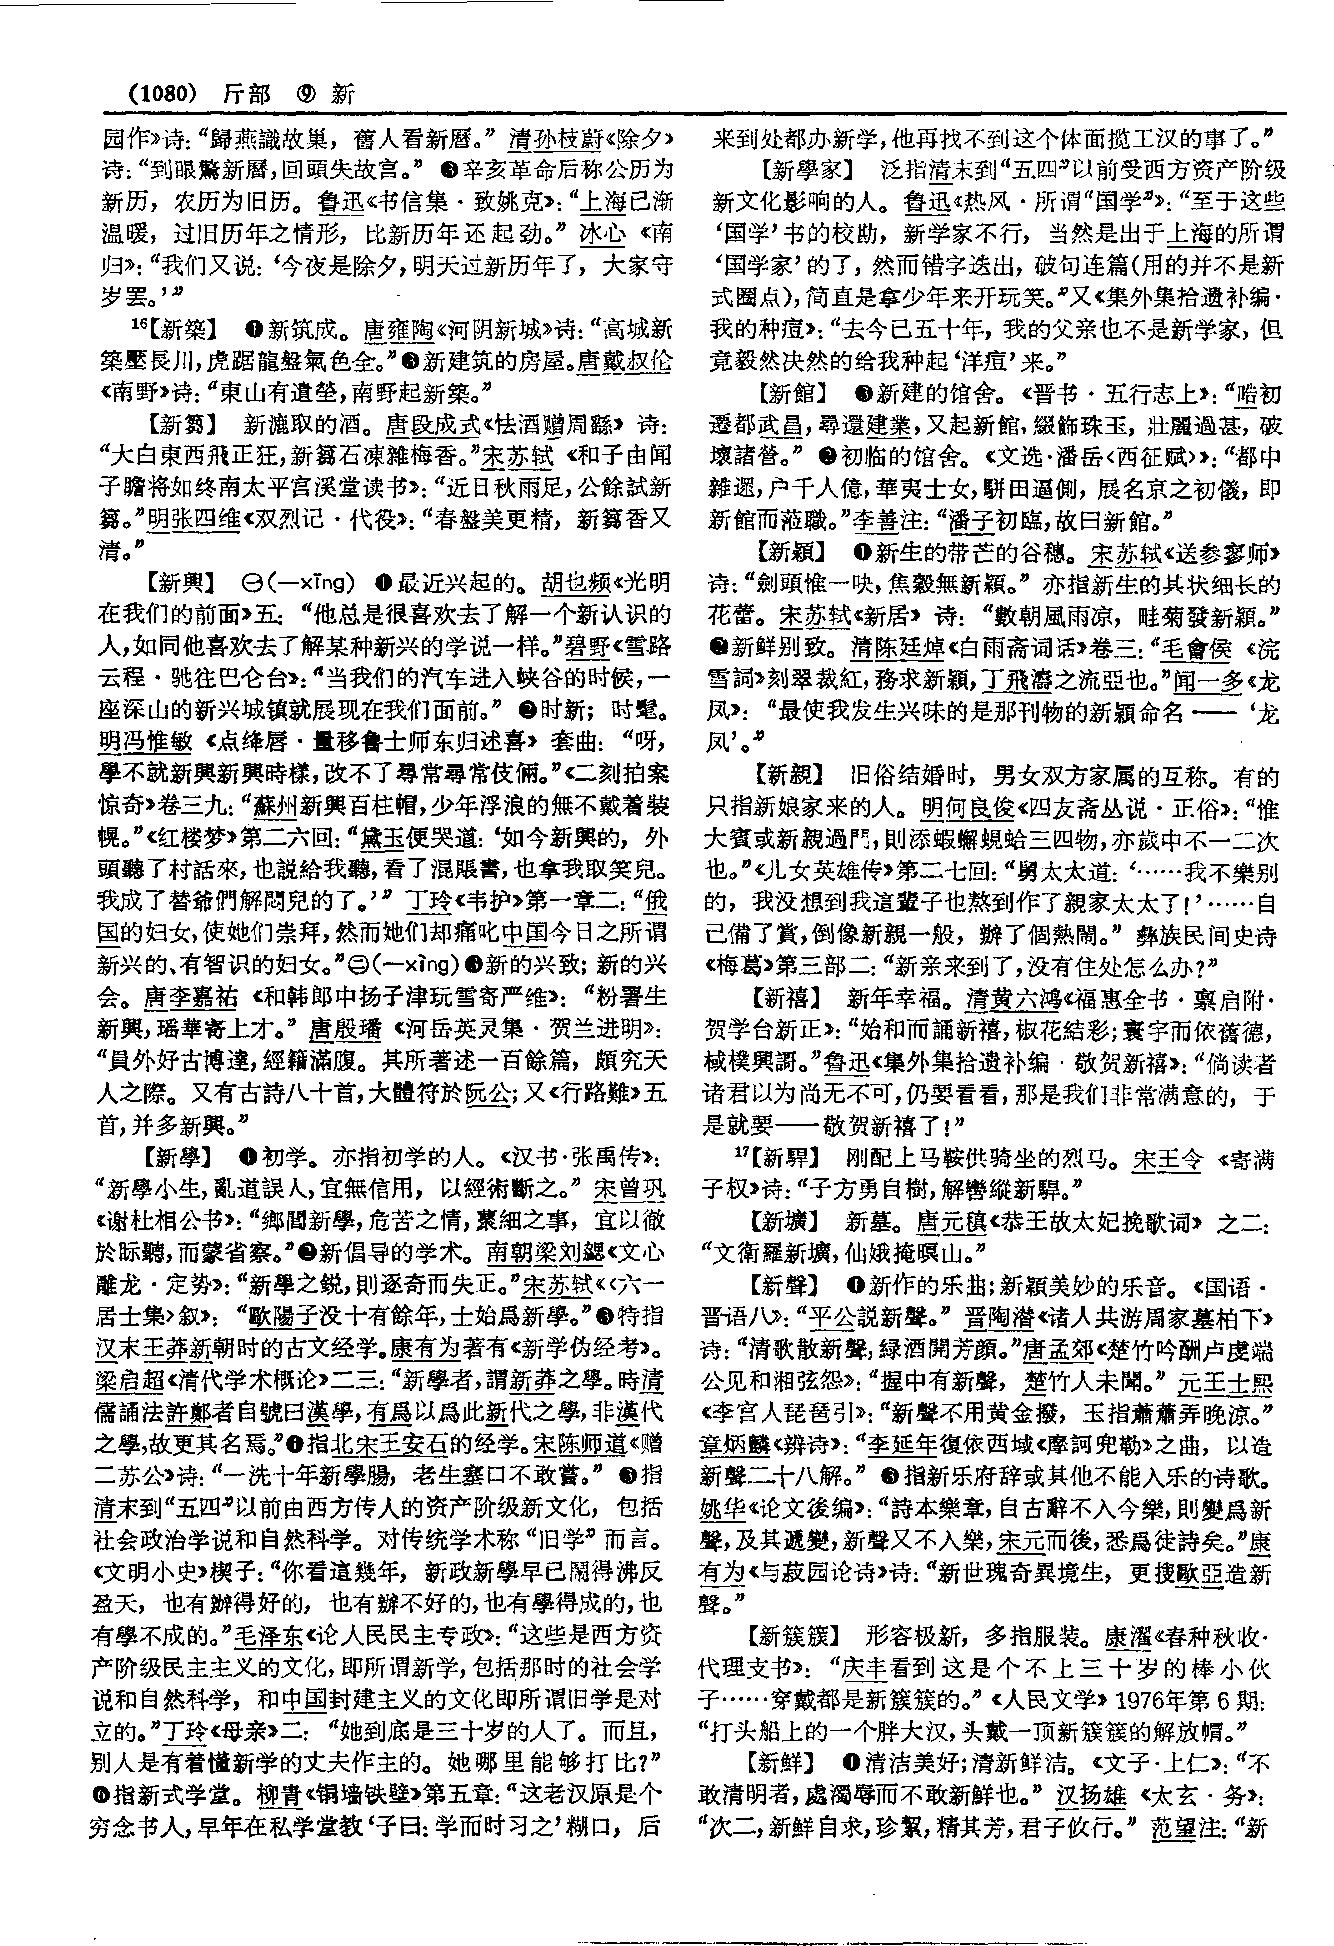 (1080) 斤部 ⑨ 新
园作》诗：“歸燕識故巢，舊人看新曆。” 清孙枝蔚《除夕》
诗：“到眼驚新曆，回頭失故宫。” ❸辛亥革命后称公历为
新历，农历为旧历。鲁迅《书信集·致姚克》：“上海已渐
温暖，过旧历年之情形，比新历年还起劲。” 冰心《南
归》：“我们又说：‘今夜是除夕，明天过新历年了，大家守
岁罢。’”
¹⁶【新築】 ❶新筑成。唐雍陶《河阴新城》诗：“高城新
築壓長川，虎踞龍盤氣色全。”❷新建筑的房屋。唐戴叔伦
《南野》诗：“東山有遺塋，南野起新築。”
【新篘】 新漉取的酒。唐段成式《怯酒赠周繇》诗：
“大白東西飛正狂，新篘石凍雜梅香。”宋苏轼《和子由闻
子瞻将如终南太平宫溪堂读书》：“近日秋雨足，公餘試新
篘。”明张四维《双烈记·代役》：“春盤美更精，新篘香又
清。”
【新興】 ㊀(—xīng) ❶最近兴起的。胡也频《光明
在我们的前面》五：“他总是很喜欢去了解一个新认识的
人，如同他喜欢去了解某种新兴的学说一样。”碧野《雪路
云程·驰往巴仑台》：“当我们的汽车进入峡谷的时候，一
座深山的新兴城镇就展现在我们面前。” ❷时新；时髦。
明冯惟敏《点绛唇·量移鲁士师东归述喜》套曲：“呀，
學不就新興新興時樣，改不了尋常尋常伎倆。”《二刻拍案
惊奇》卷三九：“蘇州新興百柱帽，少年浮浪的無不戴着裝
幌。”《红楼梦》第二六回：“黛玉便哭道：‘如今新興的，外
頭聽了村話來，也説給我聽，看了混賬書，也拿我取笑兒。
我成了替爺們解悶兒的了。’” 丁玲《韦护》第一章二：“俄
国的妇女，使她们崇拜，然而她们却痛叱中国今日之所谓
新兴的、有智识的妇女。”㊁(—xìng)❸新的兴致；新的兴
会。唐李嘉祐《和韩郎中扬子津玩雪寄严维》：“粉署生
新興，瑶華寄上才。” 唐殷璠《河岳英灵集·贺兰进明》：
“員外好古博達，經籍滿腹。其所著述一百餘篇，頗究天
人之際。又有古詩八十首，大體符於阮公；又《行路難》五
首，并多新興。”
【新學】 ❶初学。亦指初学的人。《汉书·张禹传》：
“新學小生，亂道誤人，宜無信用，以經術斷之。” 宋曾巩
《谢杜相公书》：“鄉閭新學，危苦之情，藂細之事，宜以徹
於眎聽，而蒙省察。”❷新倡导的学术。南朝梁刘勰《文心
雕龙·定势》：“新學之鋭，則逐奇而失正。”宋苏轼《〈六一
居士集〉叙》：“歐陽子没十有餘年，士始爲新學。”❸特指
汉末王莽新朝时的古文经学。康有为著有《新学伪经考》。
梁启超《清代学术概论》二三：“新學者，謂新莽之學。時清
儒誦法許鄭者自號曰漢學，有爲以爲此新代之學，非漢代
之學，故更其名焉。”❹指北宋王安石的经学。宋陈师道《赠
二苏公》诗：“一洗十年新學腸，老生塞口不敢嘗。” ❺指
清末到“五四”以前由西方传人的资产阶级新文化，包括
社会政治学说和自然科学。对传统学术称“旧学”而言。
《文明小史》楔子：“你看這幾年，新政新學早已鬧得沸反
盈天，也有辦得好的，也有辦不好的，也有學得成的，也
有學不成的。”毛泽东《论人民民主专政》：“这些是西方资
产阶级民主主义的文化，即所谓新学，包括那时的社会学
说和自然科学，和中国封建主义的文化即所谓旧学是对
立的。”丁玲《母亲》二：“她到底是三十岁的人了。而且，
别人是有着懂新学的丈夫作主的。她哪里能够打比？”
❻指新式学堂。柳青《铜墙铁壁》第五章：“这老汉原是个
穷念书人，早年在私学堂教‘子曰：学而时习之’糊口，后
来到处都办新学，他再找不到这个体面揽工汉的事了。”
【新學家】 泛指清末到“五四”以前受西方资产阶级
新文化影响的人。鲁迅《热风·所谓“国学”》：“至于这些
‘国学’书的校勘，新学家不行，当然是出于上海的所谓
‘国学家’的了，然而错字迭出，破句连篇（用的并不是新
式圈点），简直是拿少年来开玩笑。”又《集外集拾遗补编·
我的种痘》：“去今已五十年，我的父亲也不是新学家，但
竟毅然决然的给我种起‘洋痘’来。”
【新館】 ❶新建的馆舍。《晋书·五行志上》：“晧初
遷都武昌，尋還建業，又起新館，綴飾珠玉，壯麗過甚，破
壞諸營。” ❷初临的馆舍。《文选·潘岳〈西征赋〉》：“都中
雜遝，户千人億，華夷士女，駢田逼側，展名京之初儀，即
新館而蒞職。”李善注：“潘子初臨，故曰新館。”
【新穎】 ❶新生的带芒的谷穗。宋苏轼《送参寥师》
诗：“劍頭惟一吷，焦穀無新穎。” 亦指新生的其状细长的
花蕾。宋苏轼《新居》诗：“數朝風雨凉，畦菊發新穎。”
❷新鲜别致。清陈廷焯《白雨斋词话》卷三：“毛會侯《浣
雪詞》刻翠裁紅，務求新穎，丁飛濤之流亞也。”闻一多《龙
凤》：“最使我发生兴味的是那刊物的新颖命名——‘龙
凤’。”
【新親】 旧俗结婚时，男女双方家属的互称。有的
只指新娘家来的人。明何良俊《四友斋丛说·正俗》：“惟
大賓或新親過門，則添蝦蠏蜆蛤三四物，亦歲中不一二次
也。”《儿女英雄传》第二七回：“舅太太道：‘……我不樂别
的，我没想到我這輩子也熬到作了親家太太了！’……自
己備了賞，倒像新親一般，辦了個熱鬧。” 彝族民间史诗
《梅葛》第三部二：“新亲来到了，没有住处怎么办？”
【新禧】 新年幸福。清黄六鸿《福惠全书·禀启附·
贺学台新正》：“始和而誦新禧，椒花結彩；寰宇而依舊德，
棫樸興謌。”鲁迅《集外集拾遗补编·敬贺新禧》：“倘读者
诸君以为尚无不可，仍要看看，那是我们非常满意的，于
是就要——敬贺新禧了！”
¹⁷【新騂】 刚配上马鞍供骑坐的烈马。宋王令《寄满
子权》诗：“子方勇自樹，解轡縱新騂。”
【新壙】 新墓。唐元稹《恭王故太妃挽歌词》之二：
“文衛羅新壙，仙娥掩暝山。”
【新聲】 ❶新作的乐曲；新颖美妙的乐音。《国语·
晋语八》：“平公説新聲。” 晋陶潜《诸人共游周家墓柏下》
诗：“清歌散新聲，緑酒開芳顔。”唐孟郊《楚竹吟酬卢虔端
公见和湘弦怨》：“握中有新聲，楚竹人未聞。” 元王士熙
《李宫人琵琶引》：“新聲不用黄金撥，玉指蕭蕭弄晚凉。”
章炳麟《辨诗》：“李延年復依西域《摩訶兜勒》之曲，以造
新聲二十八解。” ❷指新乐府辞或其他不能入乐的诗歌。
姚华《论文後编》：“詩本樂章，自古辭不入今樂，則變爲新
聲，及其遞變，新聲又不入樂，宋元而後，悉爲徒詩矣。”康
有为《与菽园论诗》诗：“新世瑰奇異境生，更搜歐亞造新
聲。”
【新簇簇】 形容极新，多指服装。康濯《春种秋收·
代理支书》：“庆丰看到这是个不上三十岁的棒小伙
子……穿戴都是新簇簇的。”《人民文学》1976年第6期：
“打头船上的一个胖大汉，头戴一顶新簇簇的解放帽。”
【新鮮】 ❶清洁美好；清新鲜洁。《文子·上仁》：“不
敢清明者，處濁辱而不敢新鮮也。” 汉扬雄《太玄·务》：
“次二，新鮮自求，珍絜，精其芳，君子攸行。” 范望注：“新